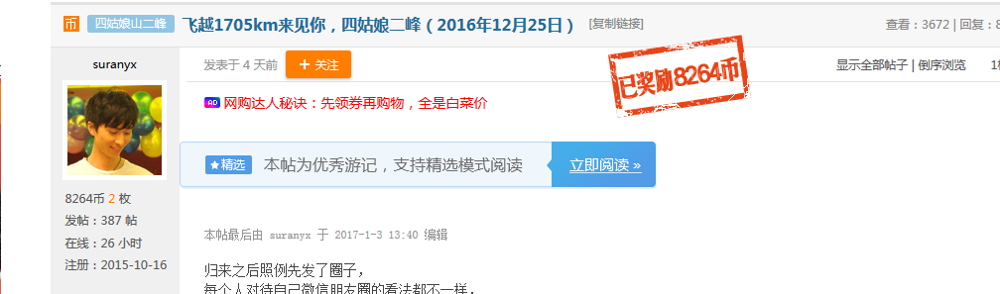 币 四姑娘山二峰 飞越1705km来见你，四姑娘二峰（2016年12月25日） [复制链接] 查看：3672 | 回复：8
suranyx
发表于 4 天前 + 关注 已奖励8264币 显示全部帖子 | 倒序浏览
AD 网购达人秘诀：先领券再购物，全是白菜价
精选 本帖为优秀游记，支持精选模式阅读 立即阅读 »
8264币 2 枚
发帖：387 帖
在线：26 小时
注册：2015-10-16
本帖最后由 suranyx 于 2017-1-3 13:40 编辑
归来之后照例先发了圈子，
每个人对待自己微信朋友圈的看法都不一样，